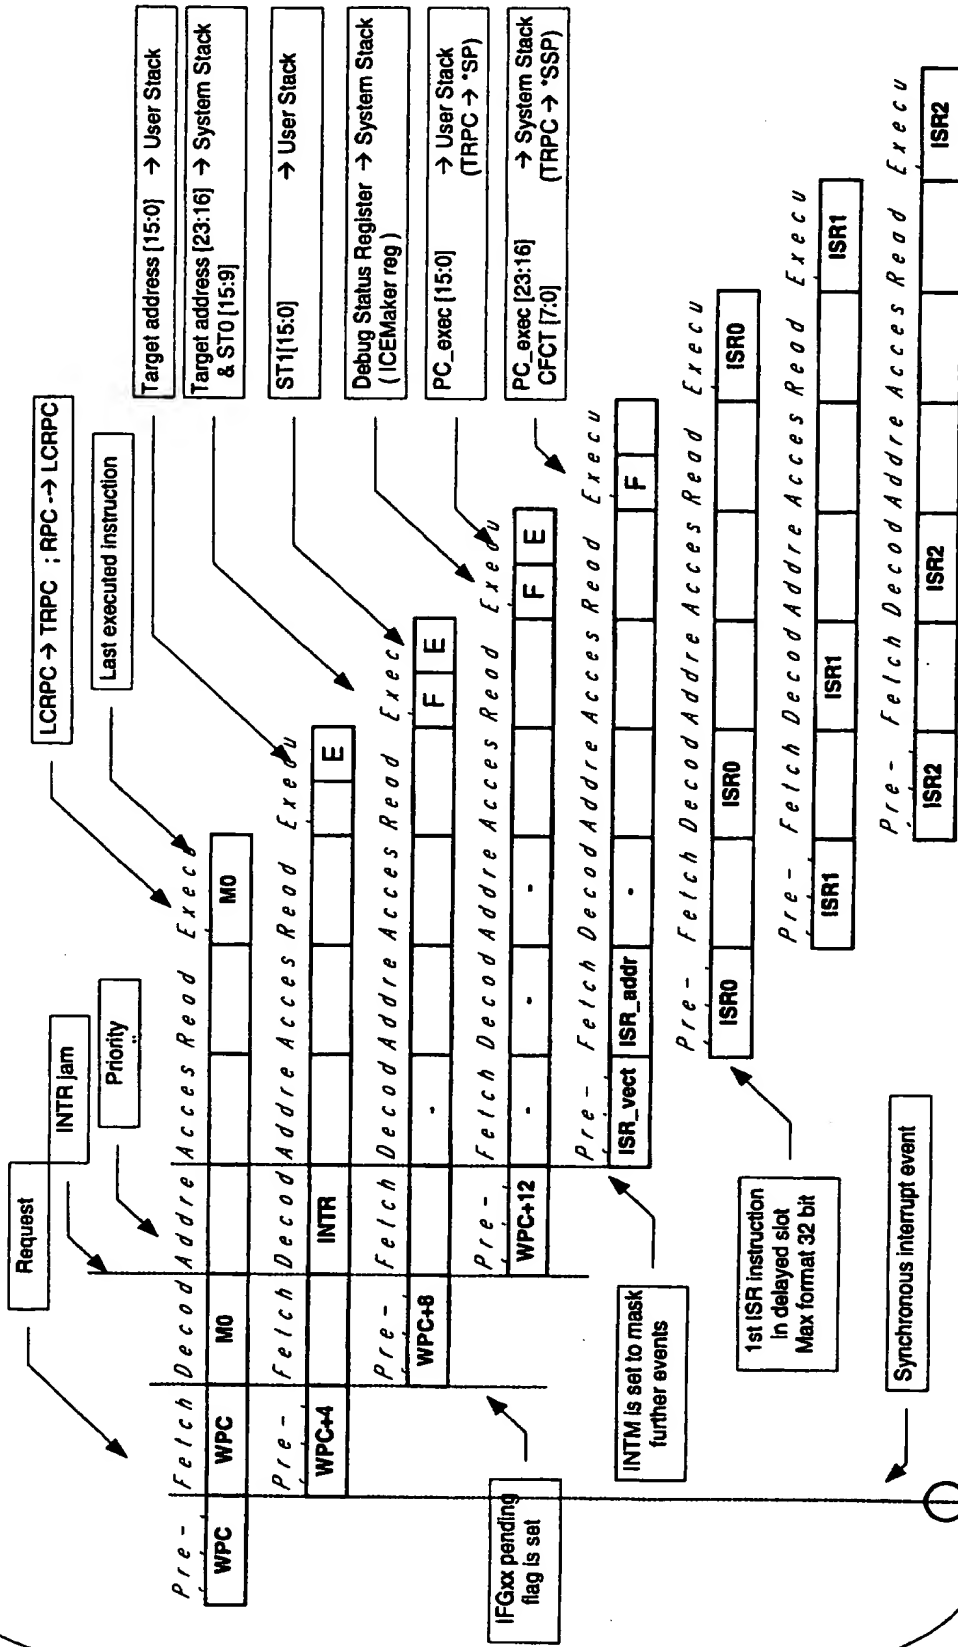 Request
INTR jam
Priority
LCRPC → TRPC ; RPC --> LCRPC
Last executed instruction
Target address [15:0] → User Stack
Target address [23:16] → System Stack
& ST0 [15:9]
ST1[15:0] → User Stack
Debug Status Register → System Stack
( ICEMaker reg )
PC_exec [15:0] → User Stack
(TRPC → *SP)
PC_exec [23:16] → System Stack
CFCT [7:0] (TRPC → *SSP)
Pre- Fetch Decod Addre Acces Read Execu
WPC WPC M0 M0
Pre- Fetch Decod Addre Acces Read Execu
WPC+4 INTR E
Pre- Fetch Decod Addre Acces Read Execu
WPC+8 - F E
Pre- Fetch Decod Addre Acces Read Execu
WPC+12 - - - F E
Pre- Fetch Decod Addre Acces Read Execu
ISR_vect ISR_addr - F
Pre- Fetch Decod Addre Acces Read Execu
ISR0 ISR0 ISR0
Pre- Fetch Decod Addre Acces Read Execu
ISR1 ISR1 ISR1
Pre- Fetch Decod Addre Acces Read Execu
ISR2 ISR2 ISR2
IFGxx pending
flag is set
INTM is set to mask
further events
1st ISR instruction
in delayed slot
Max format 32 bit
Synchronous interrupt event